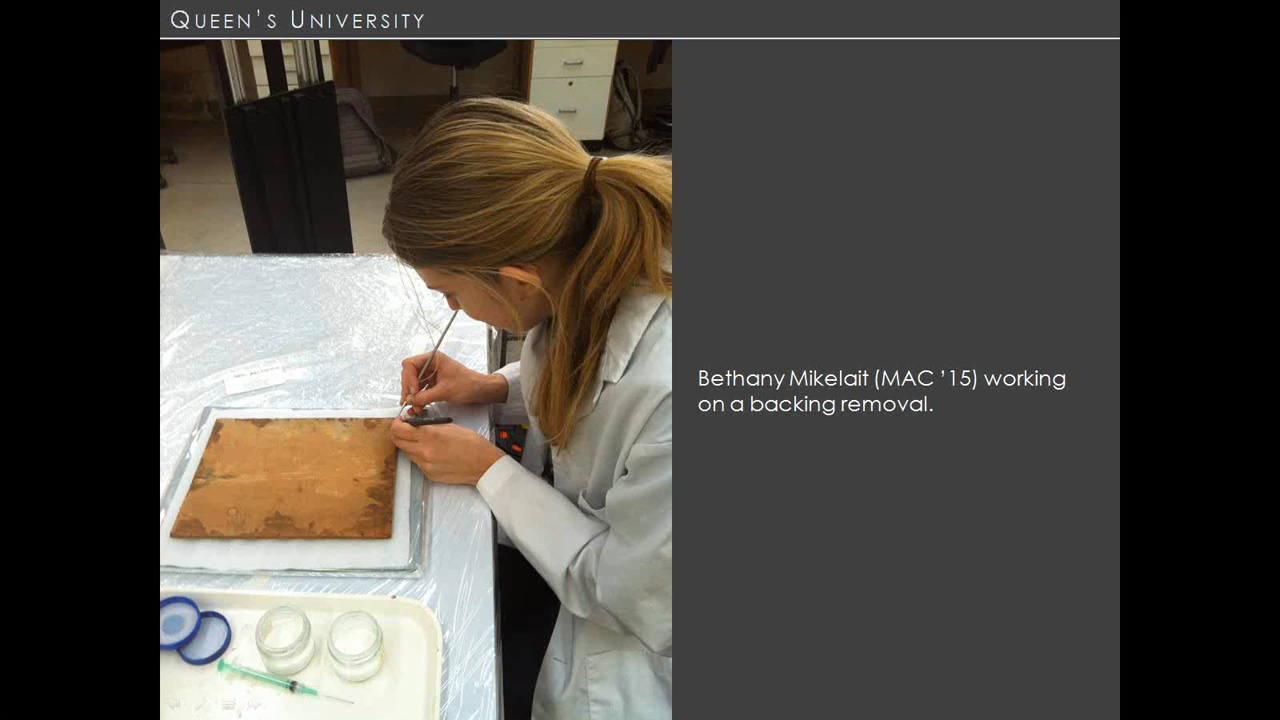 QUEEN'S UNIVERSITY
Bethany Mikelait (MAC '15) working
on a backing removal.